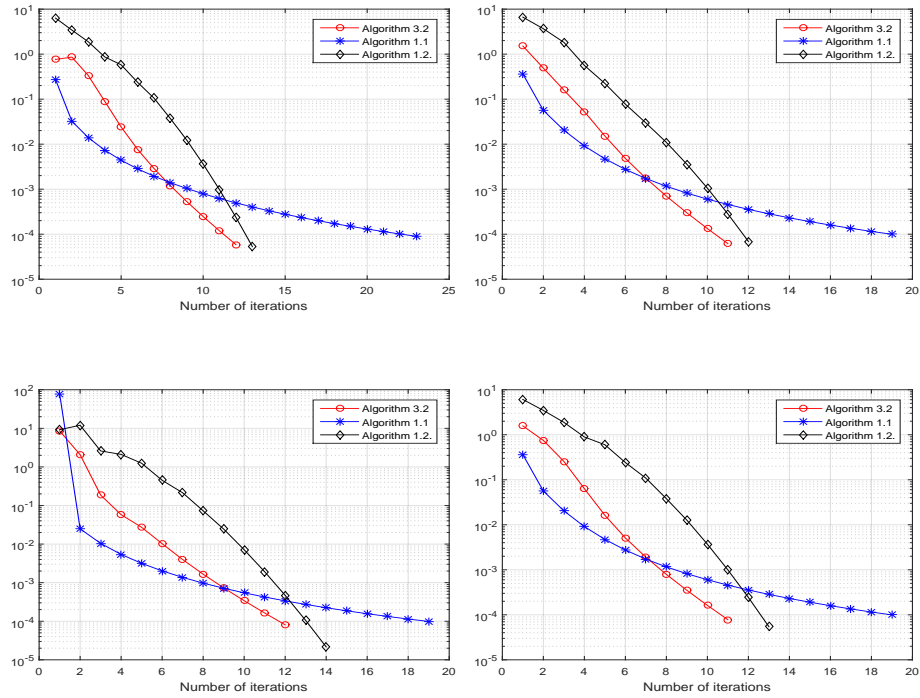 10^1
10^0
10^-1
10^-2
10^-3
10^-4
10^-5
0 5 10 15 20 25
Number of iterations
Algorithm 3.2
Algorithm 1.1
Algorithm 1.2.
10^1
10^0
10^-1
10^-2
10^-3
10^-4
10^-5
0 2 4 6 8 10 12 14 16 18 20
Number of iterations
Algorithm 3.2
Algorithm 1.1
Algorithm 1.2.
10^2
10^1
10^0
10^-1
10^-2
10^-3
10^-4
10^-5
0 2 4 6 8 10 12 14 16 18 20
Number of iterations
Algorithm 3.2
Algorithm 1.1
Algorithm 1.2.
10^1
10^0
10^-1
10^-2
10^-3
10^-4
10^-5
0 2 4 6 8 10 12 14 16 18 20
Number of iterations
Algorithm 3.2
Algorithm 1.1
Algorithm 1.2.